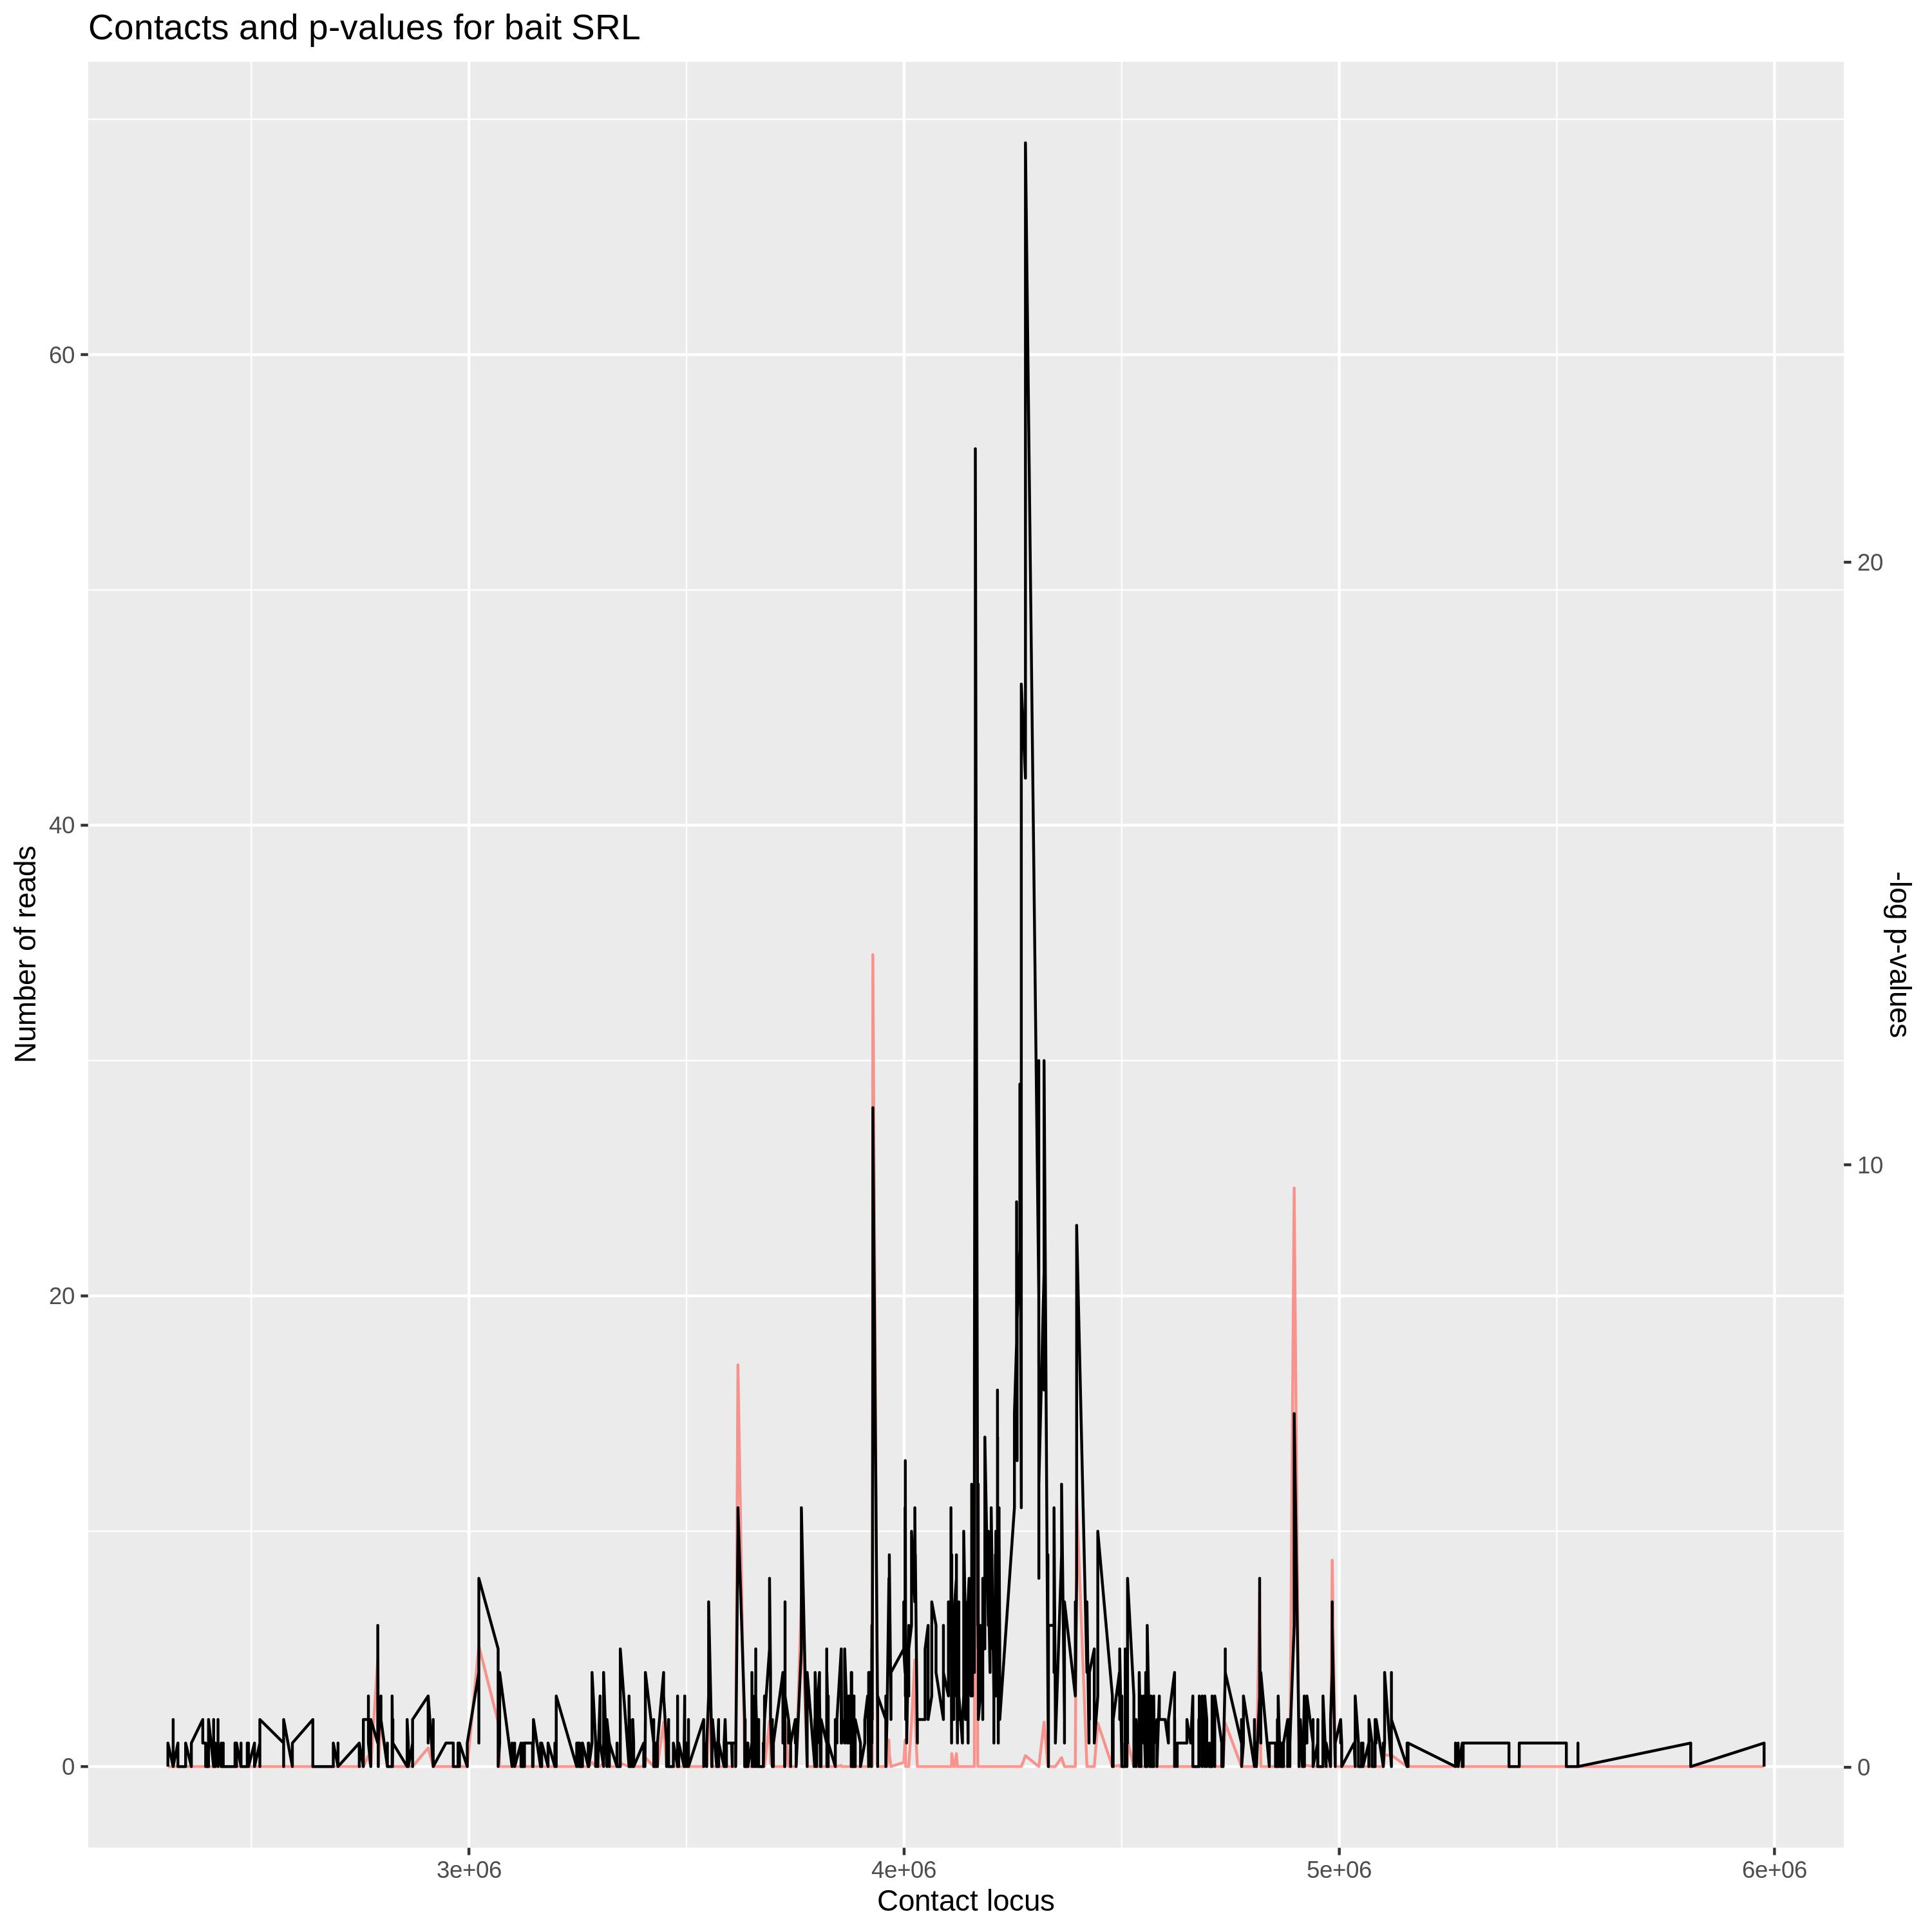 Contacts and p-values for bait SRL
60
40
20
0
Number of reads
20
10
0
-log p-values
3e+06
4e+06
5e+06
6e+06
Contact locus